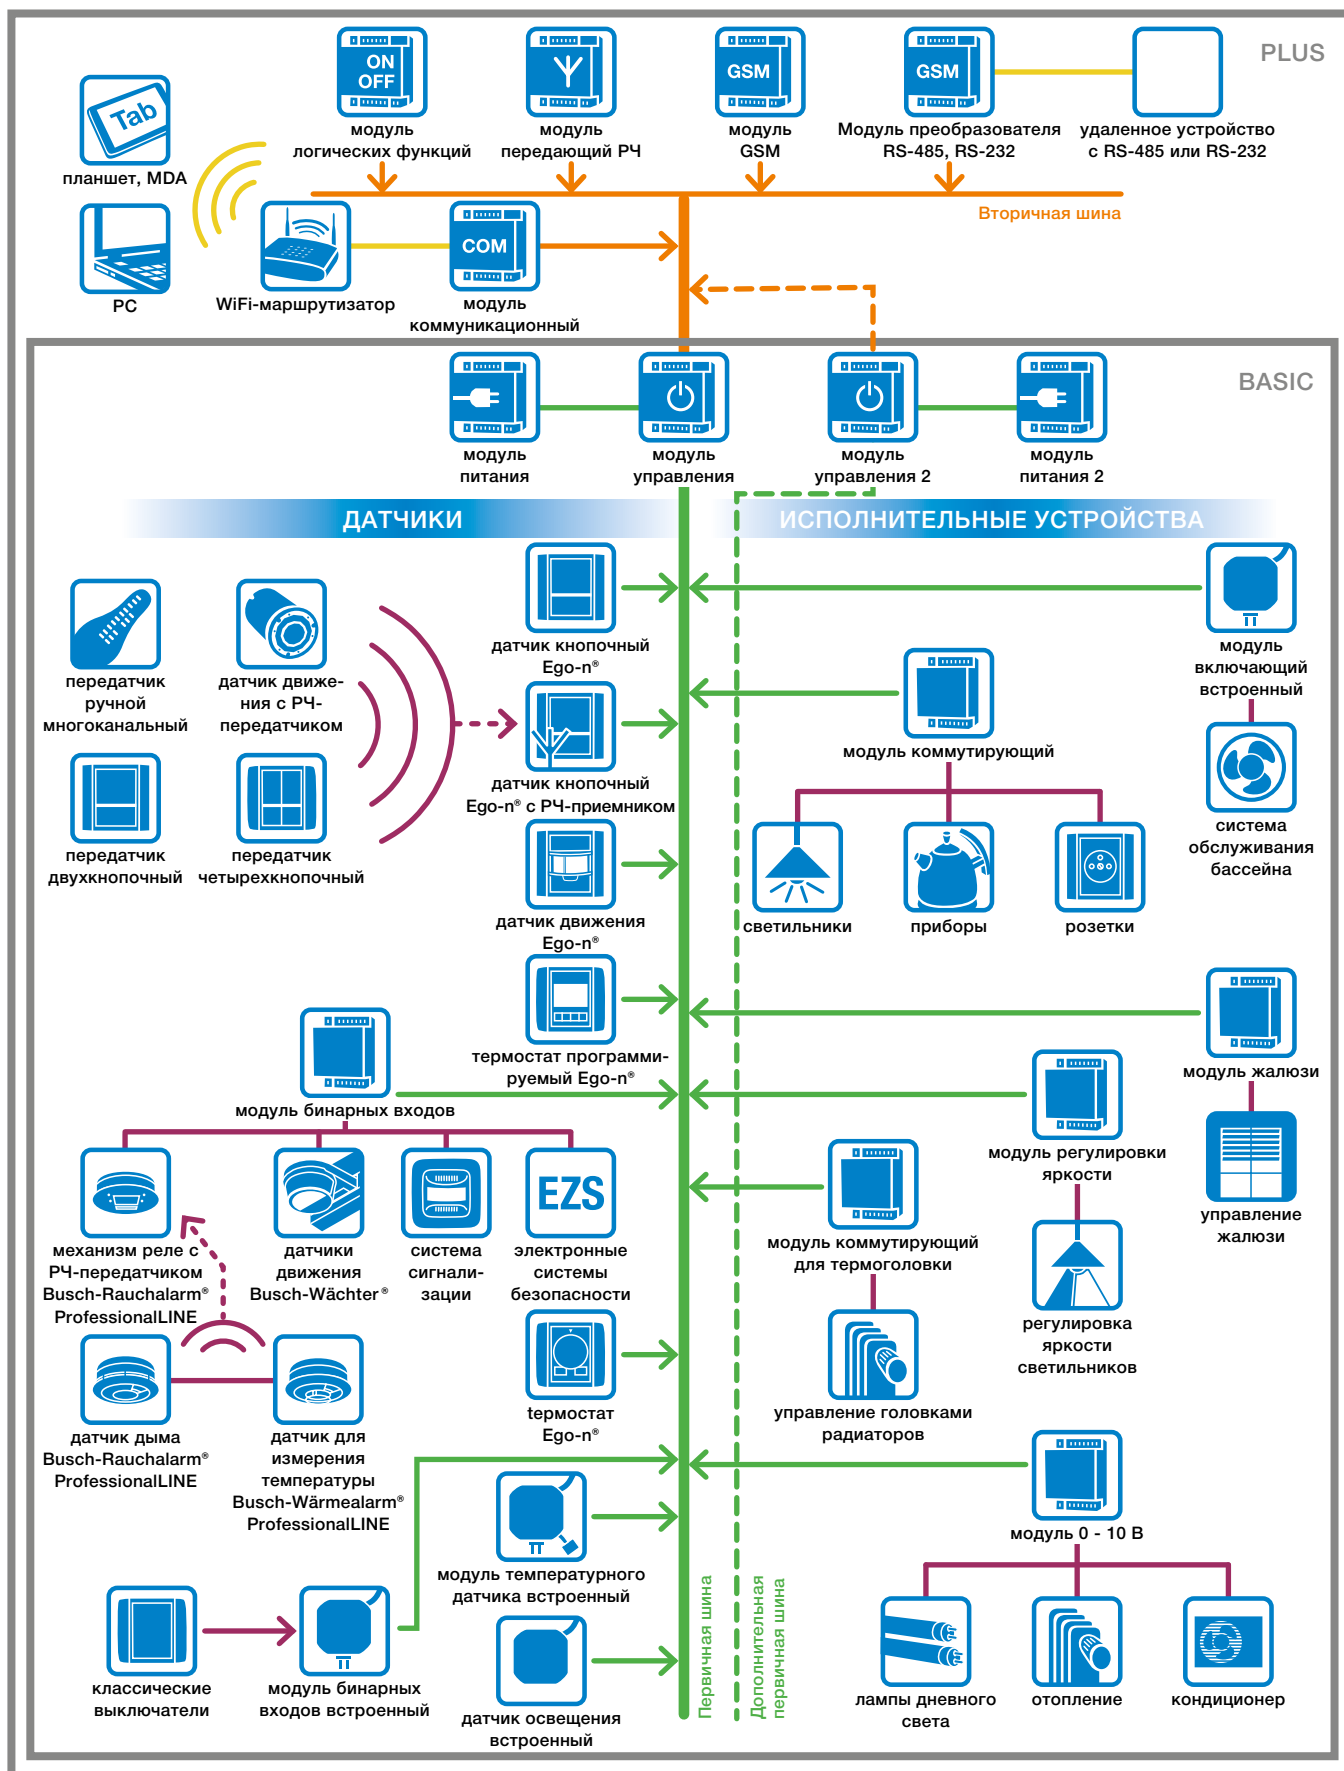 PLUS
ON
OFF
GSM
GSM
Tab
модуль
логических функций
модуль
передающий РЧ
модуль
GSM
Модуль преобразователя
RS-485, RS-232
удаленное устройство
с RS-485 или RS-232
планшет, MDA
Вторичная шина
COM
PC
WiFi-маршрутизатор
модуль
коммуникационный
BASIC
модуль
питания
модуль
управления
модуль
управления 2
модуль
питания 2
ДАТЧИКИ
ИСПОЛНИТЕЛЬНЫЕ УСТРОЙСТВА
датчик кнопочный
Ego-n®
модуль
включающий
встроенный
передатчик
ручной
многоканальный
датчик движе-
ния с РЧ-
передатчиком
модуль коммутирующий
датчик кнопочный
Ego-n® с РЧ-приемником
система
обслуживания
бассейна
передатчик
двухкнопочный
передатчик
четырехкнопочный
датчик движения
Ego-n®
светильники
приборы
розетки
термостат программи-
руемый Ego-n®
модуль жалюзи
модуль бинарных входов
модуль регулировки
яркости
EZS
механизм реле с
РЧ-передатчиком
Busch-Rauchalarm®
ProfessionalLINE
датчики
движения
Busch-Wächter®
система
сигнали-
зации
электронные
системы
безопасности
модуль коммутирующий
для термоголовки
управление
жалюзи
регулировка
яркости
светильников
датчик дыма
Busch-Rauchalarm®
ProfessionalLINE
датчик для
измерения
температуры
Busch-Wärmealarm®
ProfessionalLINE
tермостат
Ego-n®
управление головками
радиаторов
модуль 0 - 10 В
модуль температурного
датчика встроенный
Первичная шина
Дополнительная
первичная шина
классические
выключатели
модуль бинарных
входов встроенный
датчик освещения
встроенный
лампы дневного
света
отопление
кондиционер